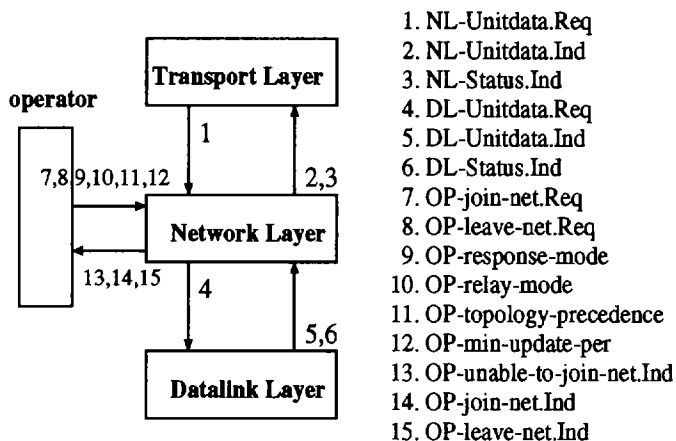 Transport Layer
operator
1
2,3
7,8,9,10,11,12
Network Layer
13,14,15
4
5,6
Datalink Layer
1. NL-Unitdata.Req
2. NL-Unitdata.Ind
3. NL-Status.Ind
4. DL-Unitdata.Req
5. DL-Unitdata.Ind
6. DL-Status.Ind
7. OP-join-net.Req
8. OP-leave-net.Req
9. OP-response-mode
10. OP-relay-mode
11. OP-topology-precedence
12. OP-min-update-per
13. OP-unable-to-join-net.Ind
14. OP-join-net.Ind
15. OP-leave-net.Ind